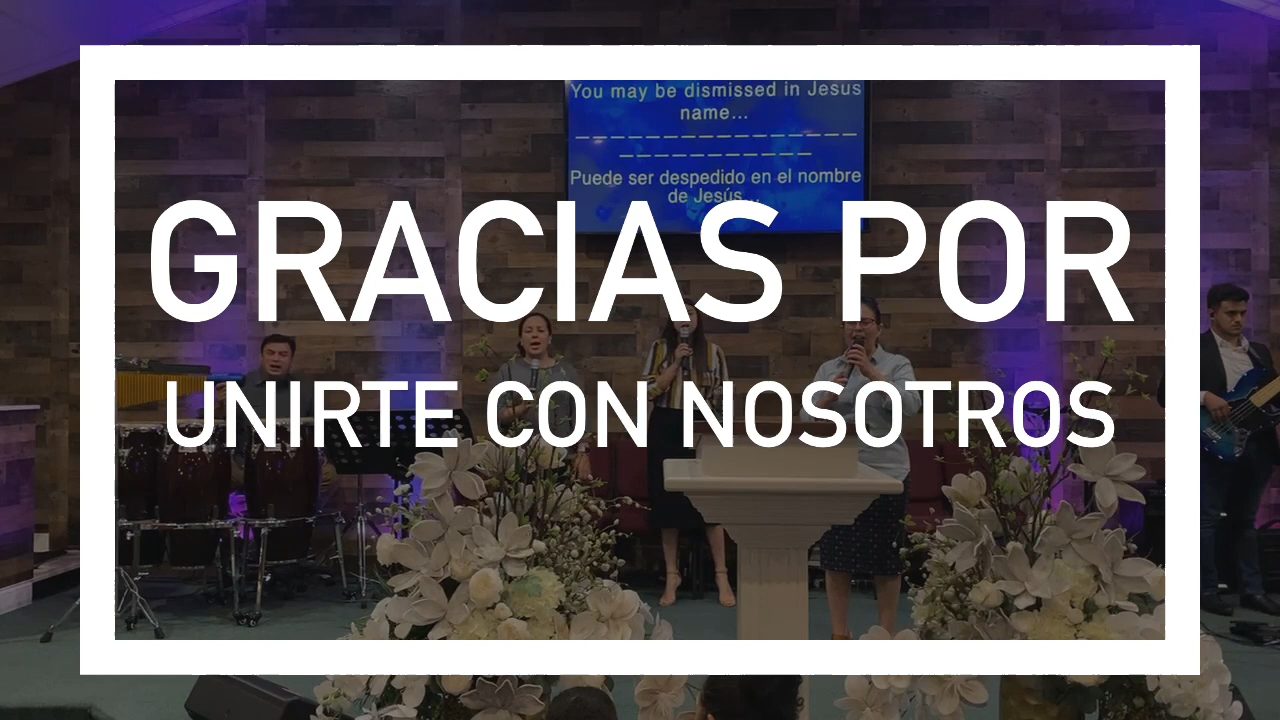 You may be dismissed in Jesus
name...
_ _ _ _ _ _ _ _ _ _ _ _ _ _ _ _
_ _ _ _ _ _ _ _ _ _ _
Puede ser despedido en el nombre
de Jesús...
GRACIAS POR
UNIRTE CON NOSOTROS